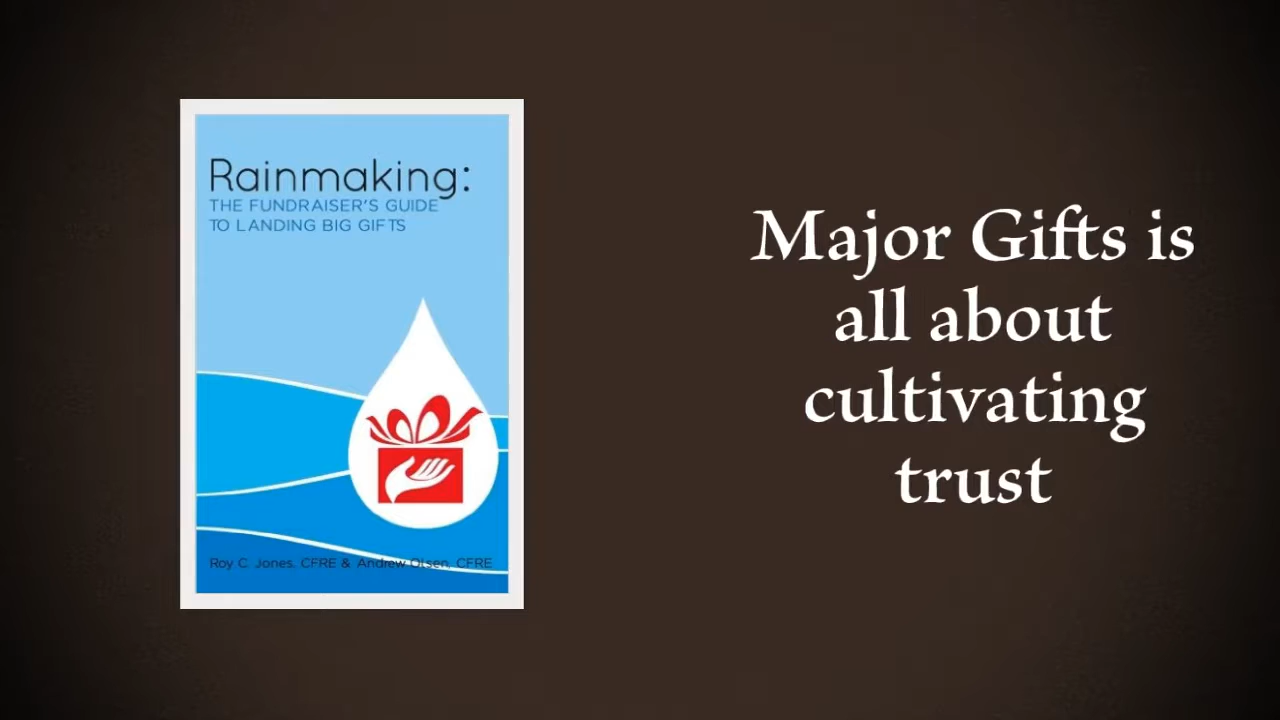 Rainmaking:
THE FUNDRAISER'S GUIDE
TO LANDING BIG GIFTS
Roy C. Jones, CFRE & Andrew Olsen, CFRE
Major Gifts is
all about
cultivating
trust